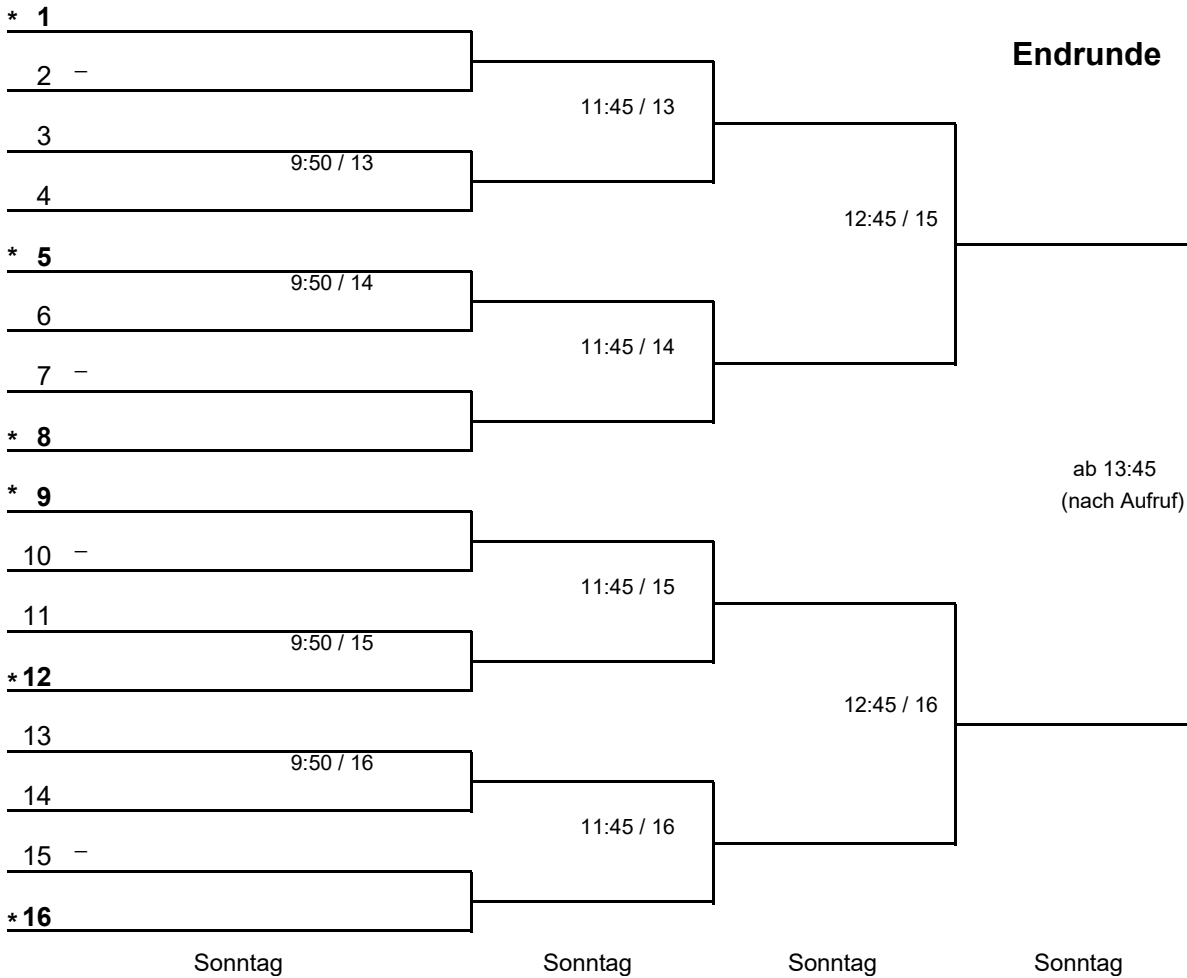 * 1
Endrunde
2 –
11:45 / 13
3
9:50 / 13
4
12:45 / 15
* 5
9:50 / 14
6
11:45 / 14
7 –
* 8
ab 13:45
(nach Aufruf)
* 9
10 –
11:45 / 15
11
9:50 / 15
* 12
12:45 / 16
13
9:50 / 16
14
11:45 / 16
15 –
* 16
Sonntag Sonntag Sonntag Sonntag